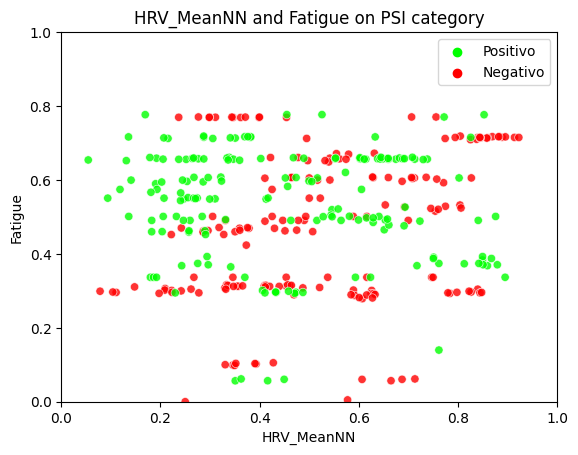 HRV_MeanNN and Fatigue on PSI category
Positivo
Negativo
1.0
0.8
0.6
0.4
0.2
0.0
Fatigue
0.0 0.2 0.4 0.6 0.8 1.0
HRV_MeanNN